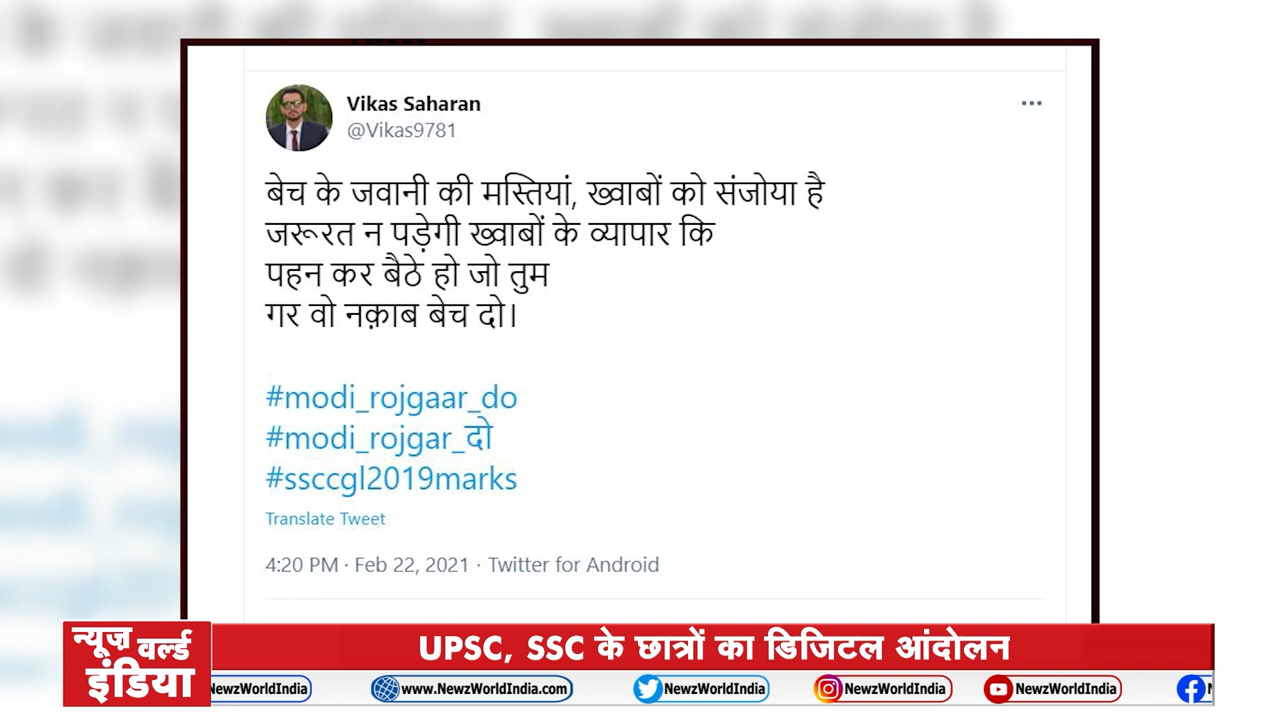 Vikas Saharan
@Vikas9781
बेच के जवानी की मस्तियां, ख्वाबों को संजोया है
जरूरत न पड़ेगी ख्वाबों के व्यापार कि
पहन कर बैठे हो जो तुम
गर वो नक़ाब बेच दो।
#modi_rojgaar_do
#modi_rojgar_दो
#ssccgl2019marks
Translate Tweet
4:20 PM · Feb 22, 2021 · Twitter for Android
न्यूज़ वर्ल्ड
इंडिया
UPSC, SSC के छात्रों का डिजिटल आंदोलन
NewzWorldIndia www.NewzWorldIndia.com NewzWorldIndia NewzWorldIndia NewzWorldIndia